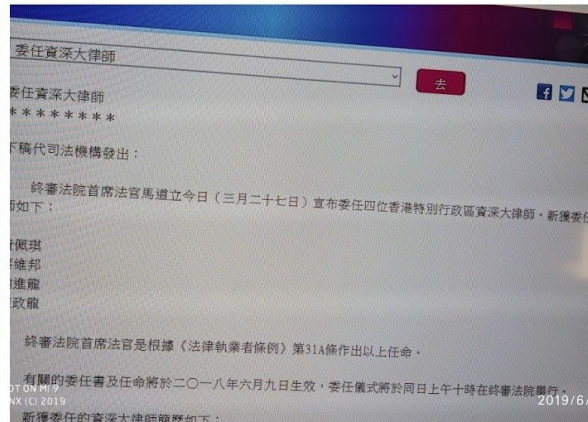 委任資深大律師
去
委任資深大律師
********
下稿代司法機構發出：
終審法院首席法官馬道立今日（三月二十七日）宣布委任四位香港特別行政區資深大律師。新獲委任
師如下：
佩琪
維邦
進龍
政龍
終審法院首席法官是根據《法律執業者條例》第31A條作出以上任命。
有關的委任書及任命將於二○一八年六月九日生效，委任儀式將於同日上午十時在終審法院舉行。
新獲委任的資深大律師簡歷如下：
OT ON MI 9
NX (C) 2019
2019/6/